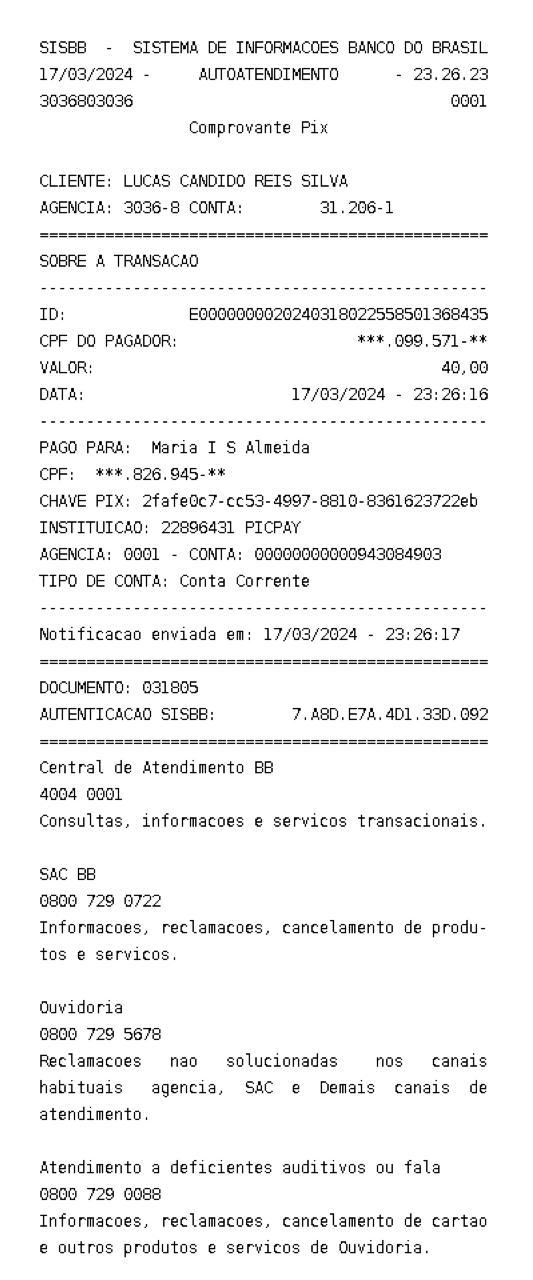 SISBB - SISTEMA DE INFORMACOES BANCO DO BRASIL
17/03/2024 - AUTOATENDIMENTO - 23.26.23
3036803036 0001
Comprovante Pix
CLIENTE: LUCAS CANDIDO REIS SILVA
AGENCIA: 3036-8 CONTA: 31.206-1
================================================
SOBRE A TRANSACAO
------------------------------------------------
ID: E00000000202403180225585013 68435
CPF DO PAGADOR: ***.099.571-**
VALOR: 40,00
DATA: 17/03/2024 - 23:26:16
------------------------------------------------
PAGO PARA: Maria I S Almeida
CPF: ***.826.945-**
CHAVE PIX: 2fafe0c7-cc53-4997-8810-8361623722eb
INSTITUICAO: 22896431 PICPAY
AGENCIA: 0001 - CONTA: 00000000000943084903
TIPO DE CONTA: Conta Corrente
------------------------------------------------
Notificacao enviada em: 17/03/2024 - 23:26:17
================================================
DOCUMENTO: 031805
AUTENTICACAO SISBB: 7.A8D.E7A.4D1.33D.092
================================================
Central de Atendimento BB
4004 0001
Consultas, informacoes e servicos transacionais.
SAC BB
0800 729 0722
Informacoes, reclamacoes, cancelamento de produ-
tos e servicos.
Ouvidoria
0800 729 5678
Reclamacoes nao solucionadas nos canais
habituais agencia, SAC e Demais canais de
atendimento.
Atendimento a deficientes auditivos ou fala
0800 729 0088
Informacoes, reclamacoes, cancelamento de cartao
e outros produtos e servicos de Ouvidoria.